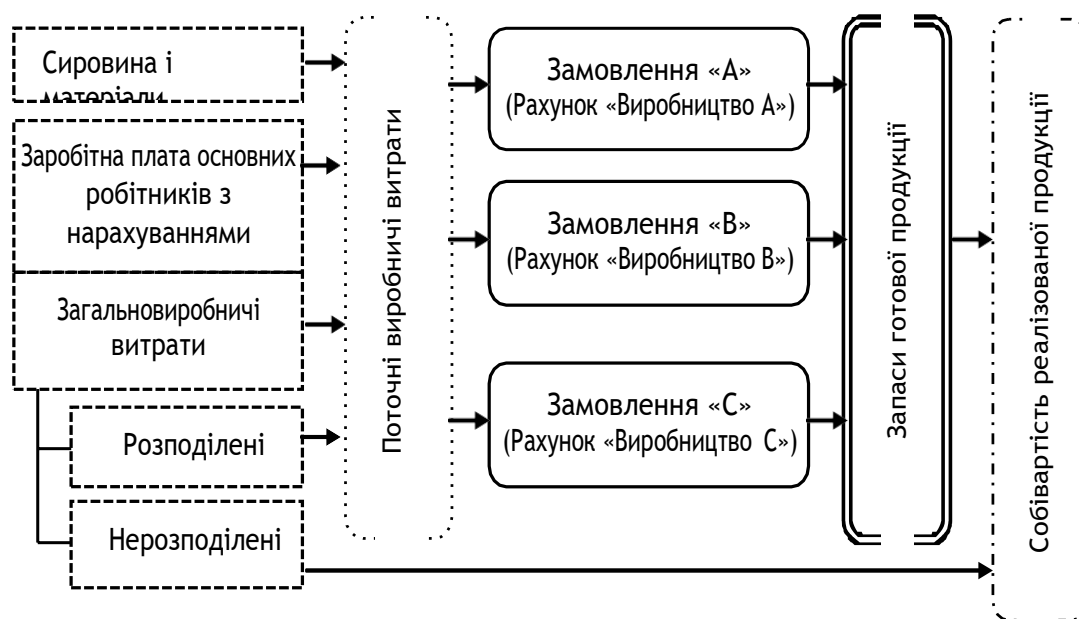 Сировина і
матеріали
Заробітна плата основних
робітників з
нарахуваннями
Загальновиробничі
витрати
Розподілені
Нерозподілені
Поточні виробничі витрати
Замовлення «А»
(Рахунок «Виробництво А»)
Замовлення «В»
(Рахунок «Виробництво В»)
Замовлення «С»
(Рахунок «Виробництво С»)
Запаси готової продукції
Собівартість реалізованої продукції